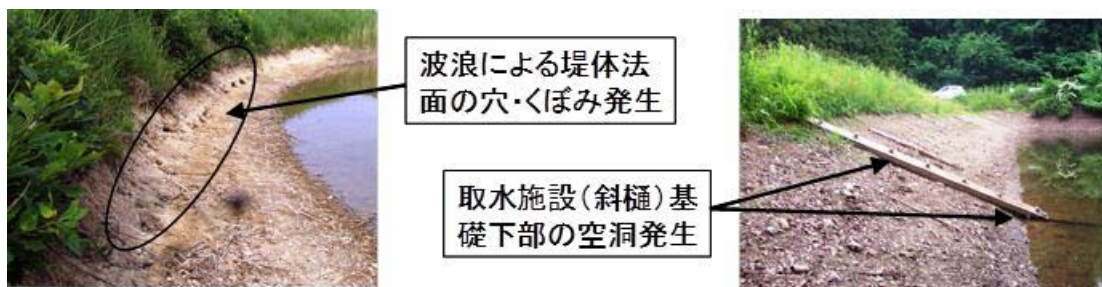 波浪による堤体法
面の穴・くぼみ発生
取水施設(斜樋)基
礎下部の空洞発生